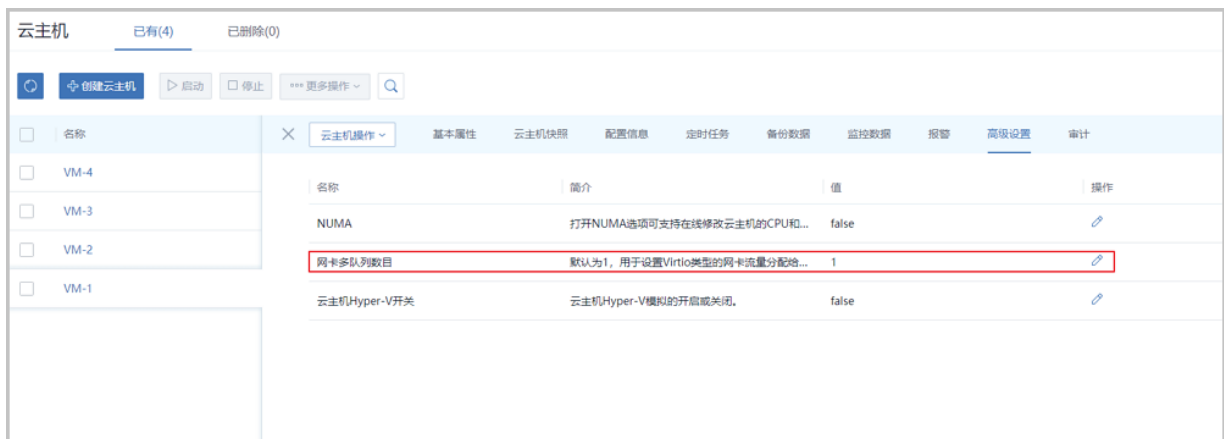 云主机 已有(4) 已删除(0)
创建云主机 启动 停止 更多操作
名称 云主机操作 基本属性 云主机快照 配置信息 定时任务 备份数据 监控数据 报警 高级设置 审计
VM-4
名称 简介 值 操作
VM-3
NUMA 打开NUMA选项可支持在线修改云主机的CPU和... false
VM-2
网卡多队列数目 默认为1，用于设置Virtio类型的网卡流量分配给... 1
VM-1
云主机Hyper-V开关 云主机Hyper-V模拟的开启或关闭。 false